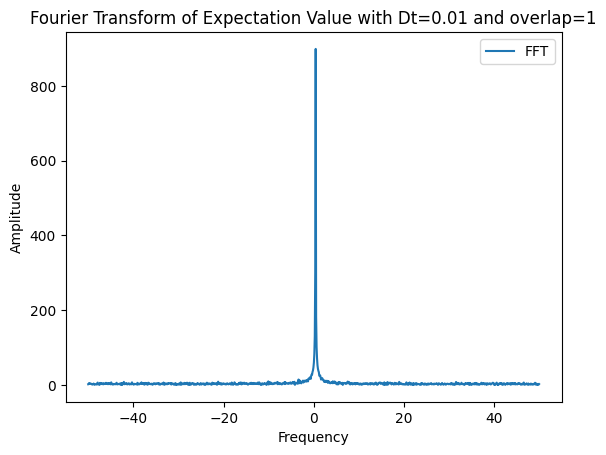 Fourier Transform of Expectation Value with Dt=0.01 and overlap=1
FFT
800
600
400
200
0
Amplitude
−40
−20
0
20
40
Frequency